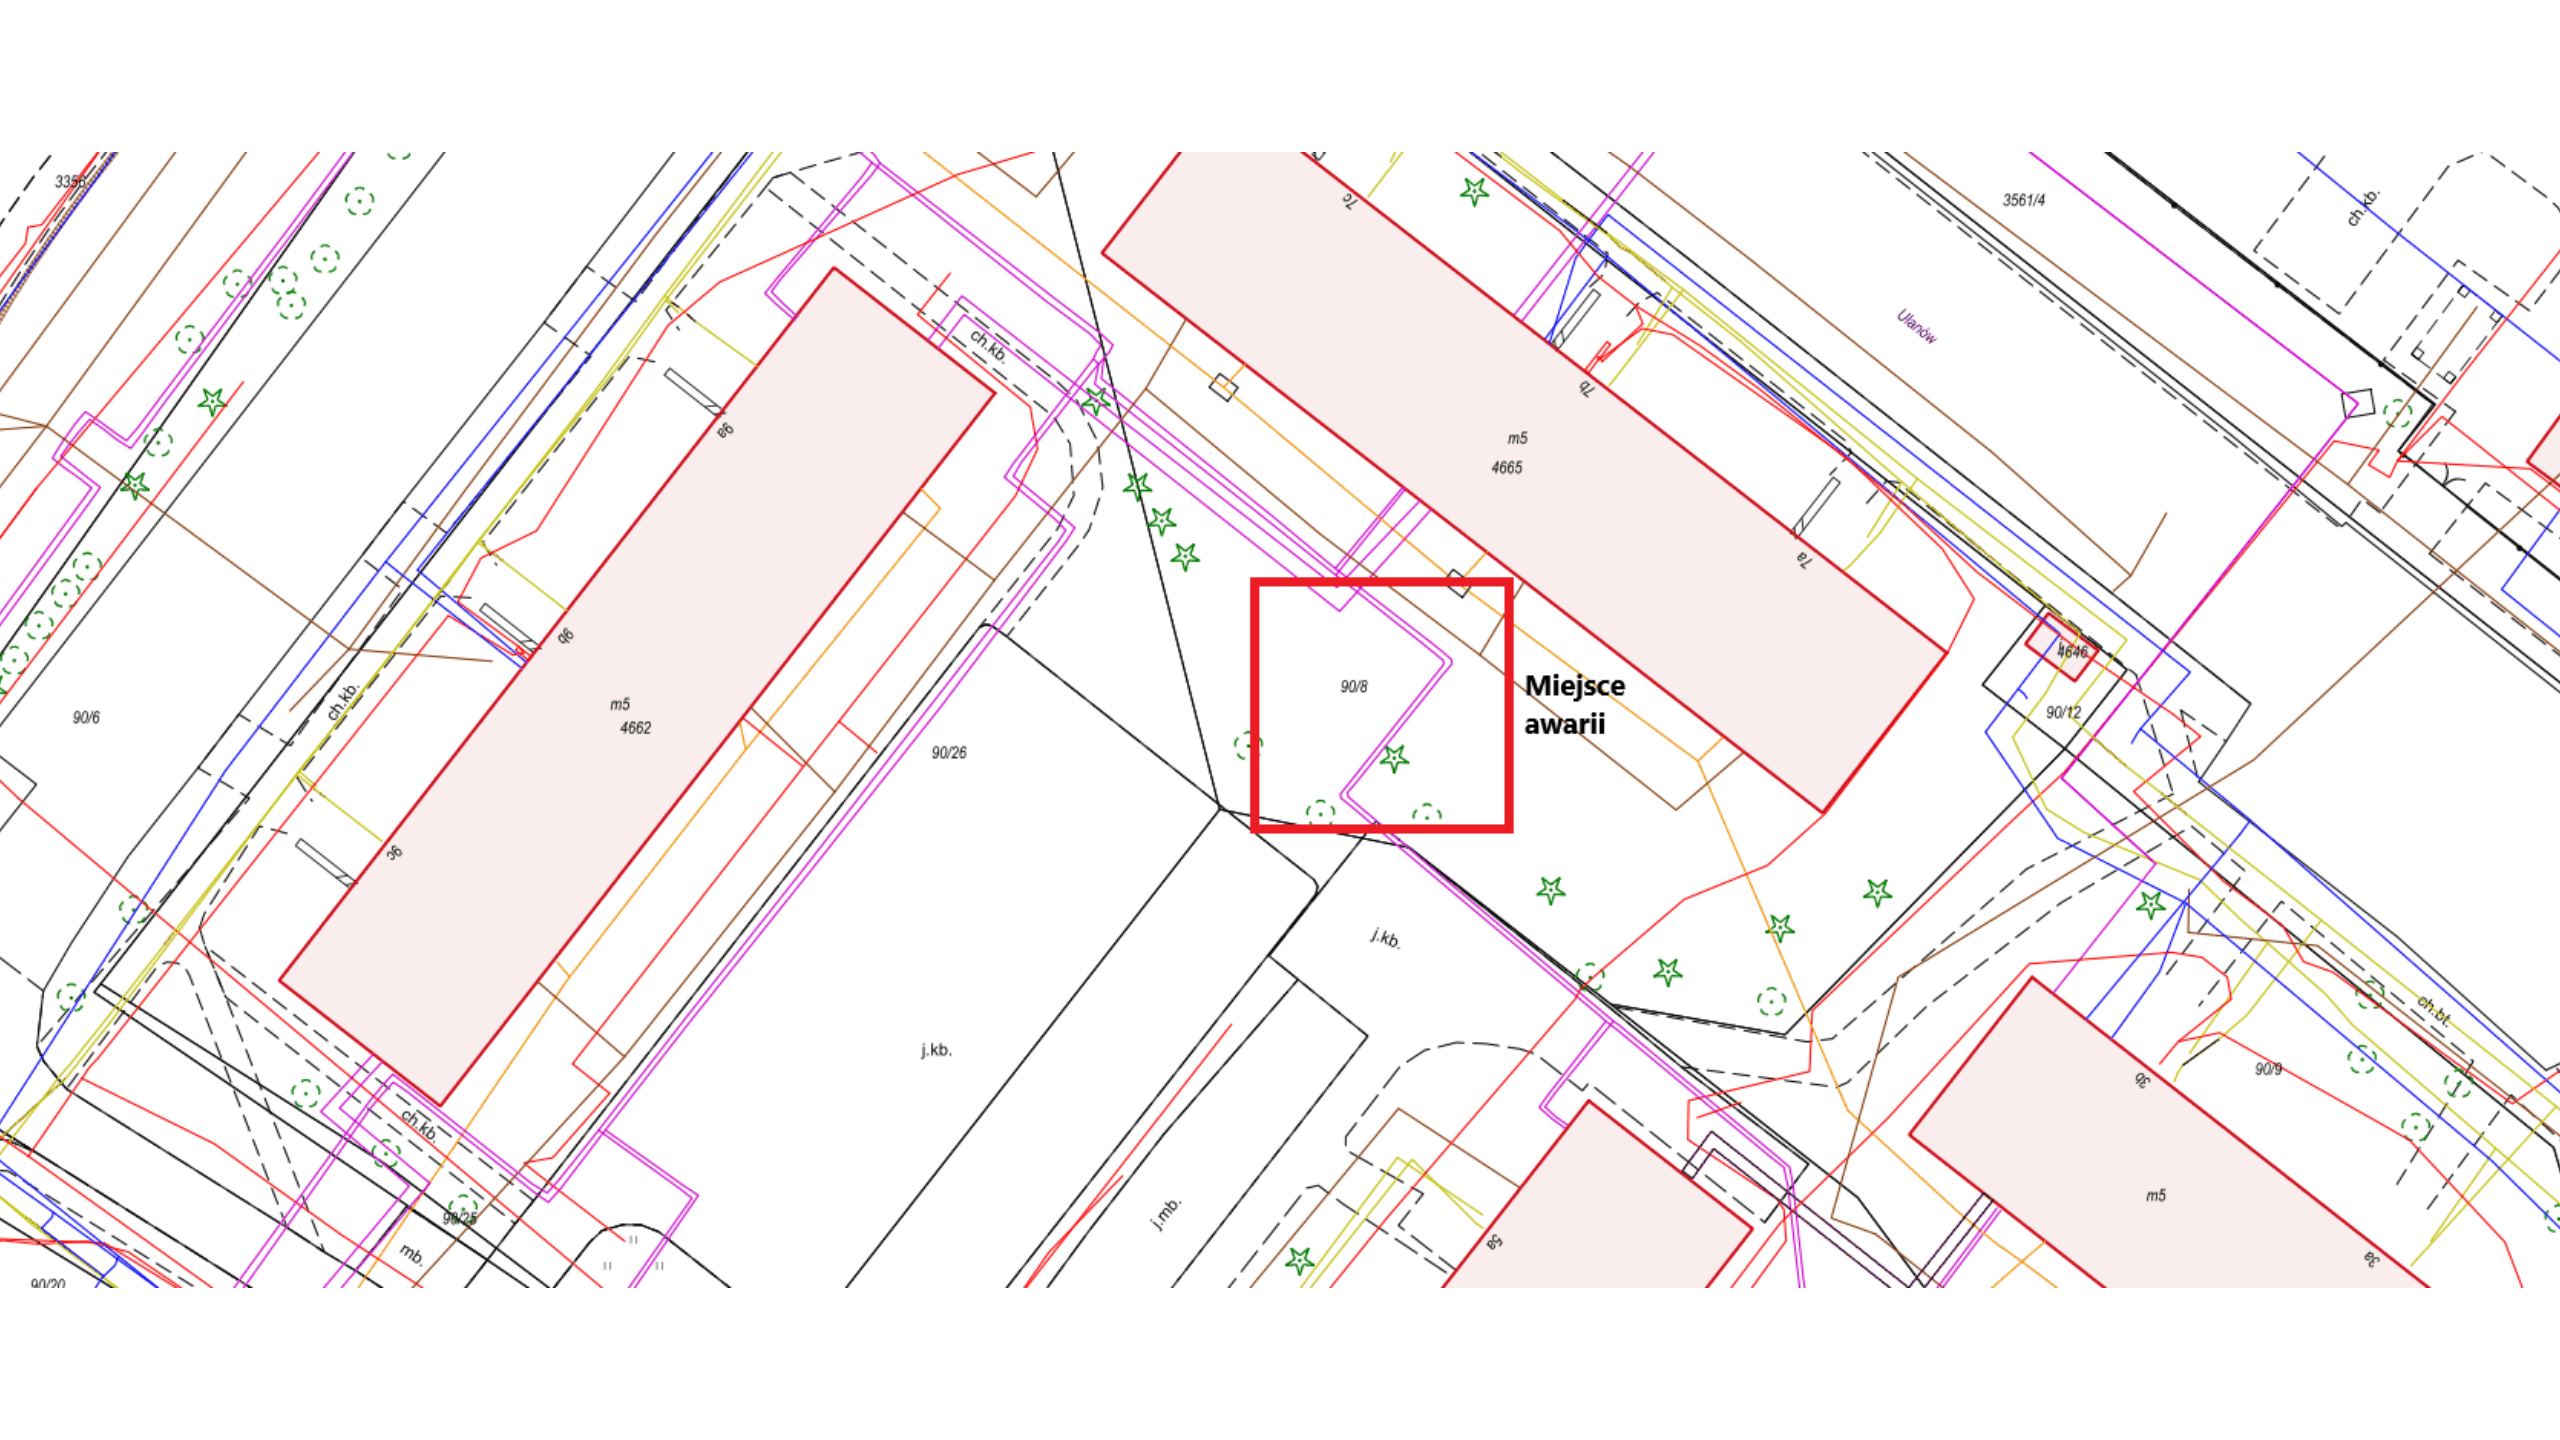 3356
ch.kb.
3561/4
7c
Ułanów
ch.kb.
7b
9a
m5
4665
7a
9b
4646
90/8
Miejsce
awarii
ch.kb.
m5
4662
90/6
90/12
90/26
9c
j.kb.
ch.bt.
j.kb.
90/9
3b
ch.kb.
m5
j.mb.
90/25
5a
mb.
3a
90/20